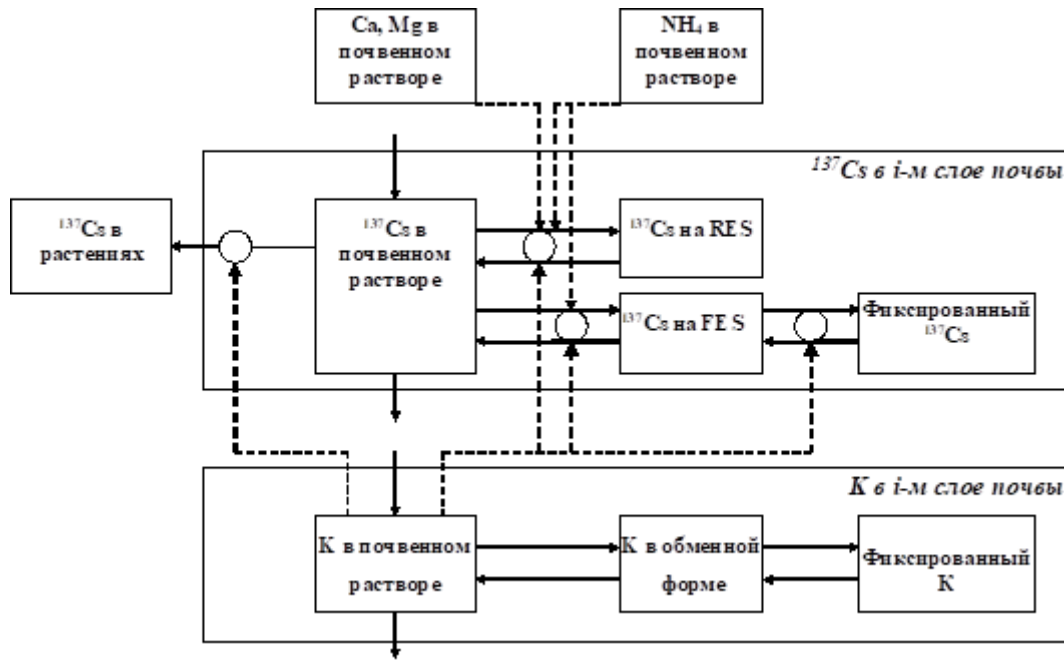 Ca, Mg в
почвенном
растворе
NH₄ в
почвенном
растворе
¹³⁷Cs в i-м слое почвы
¹³⁷Cs в
растениях
¹³⁷Cs в
почвенном
растворе
¹³⁷Cs на RES
¹³⁷Cs на FES
Фиксированный
¹³⁷Cs
К в i-м слое почвы
К в почвенном
растворе
К в обменной
форме
Фиксированный
К